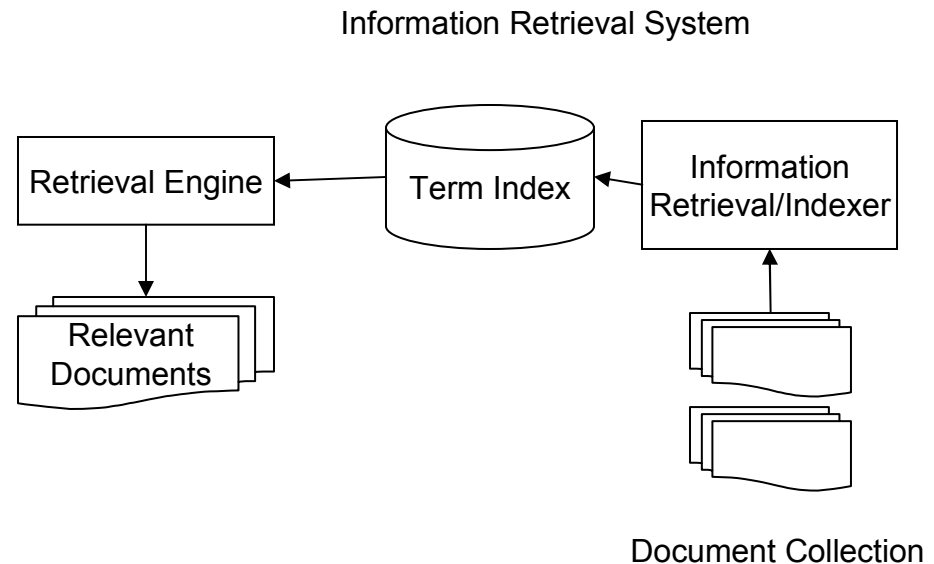 Information Retrieval System
Retrieval Engine
Term Index
Information
Retrieval/Indexer
Relevant
Documents
Document Collection